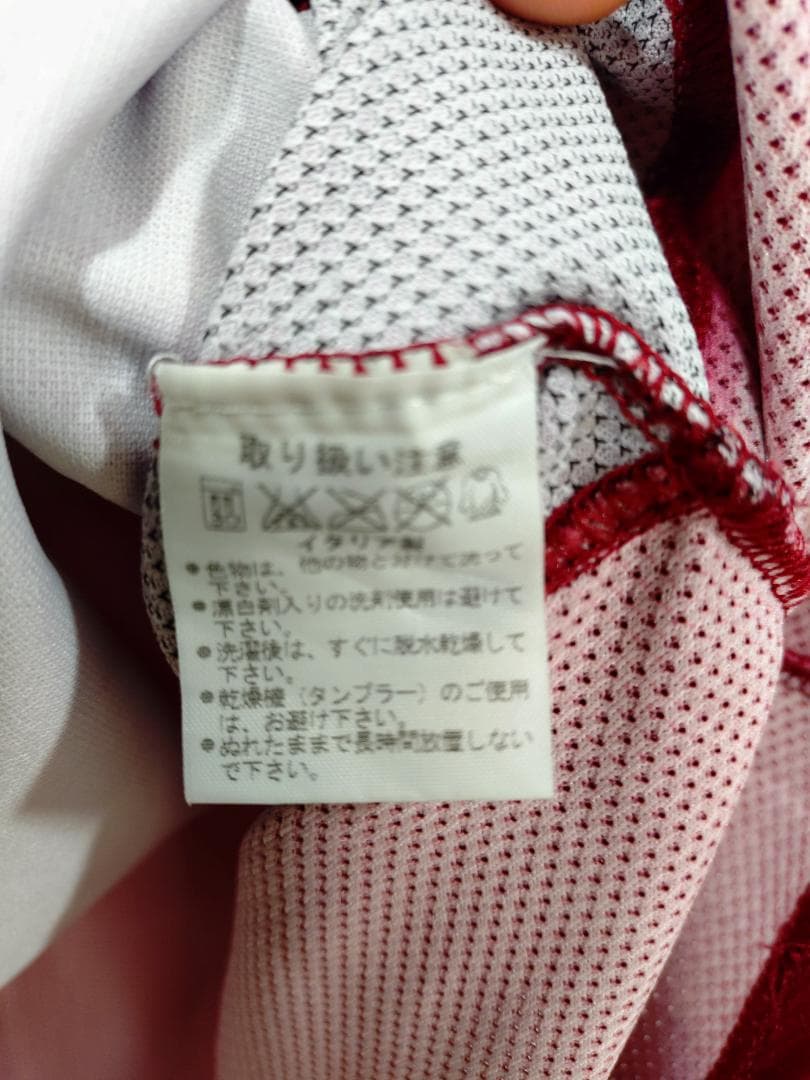 取り扱い注意
イタリア製
●色物は、他の物と分けて洗って
下さい。
●漂白剤入りの洗剤使用は避けて
下さい。
●洗濯後は、すぐに脱水乾燥して
下さい。
●乾燥機（タンブラー）のご使用
は、お避け下さい。
●ぬれたままで長時間放置しない
で下さい。